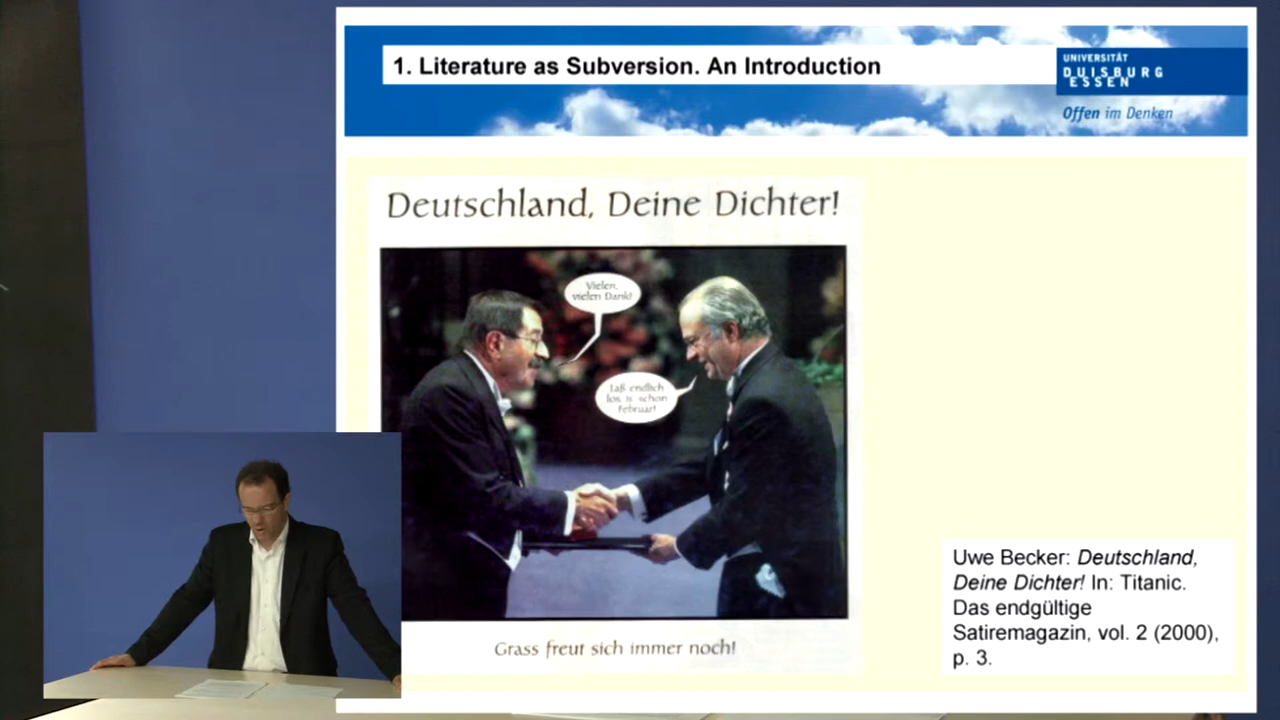 1. Literature as Subversion. An Introduction
UNIVERSITÄT
DUISBURG
ESSEN
Offen im Denken
Deutschland, Deine Dichter!
Vielen,
vielen Dank!
Laß endlich
los, is schon
Februar!
Grass freut sich immer noch!
Uwe Becker: Deutschland,
Deine Dichter! In: Titanic.
Das endgültige
Satiremagazin, vol. 2 (2000),
p. 3.